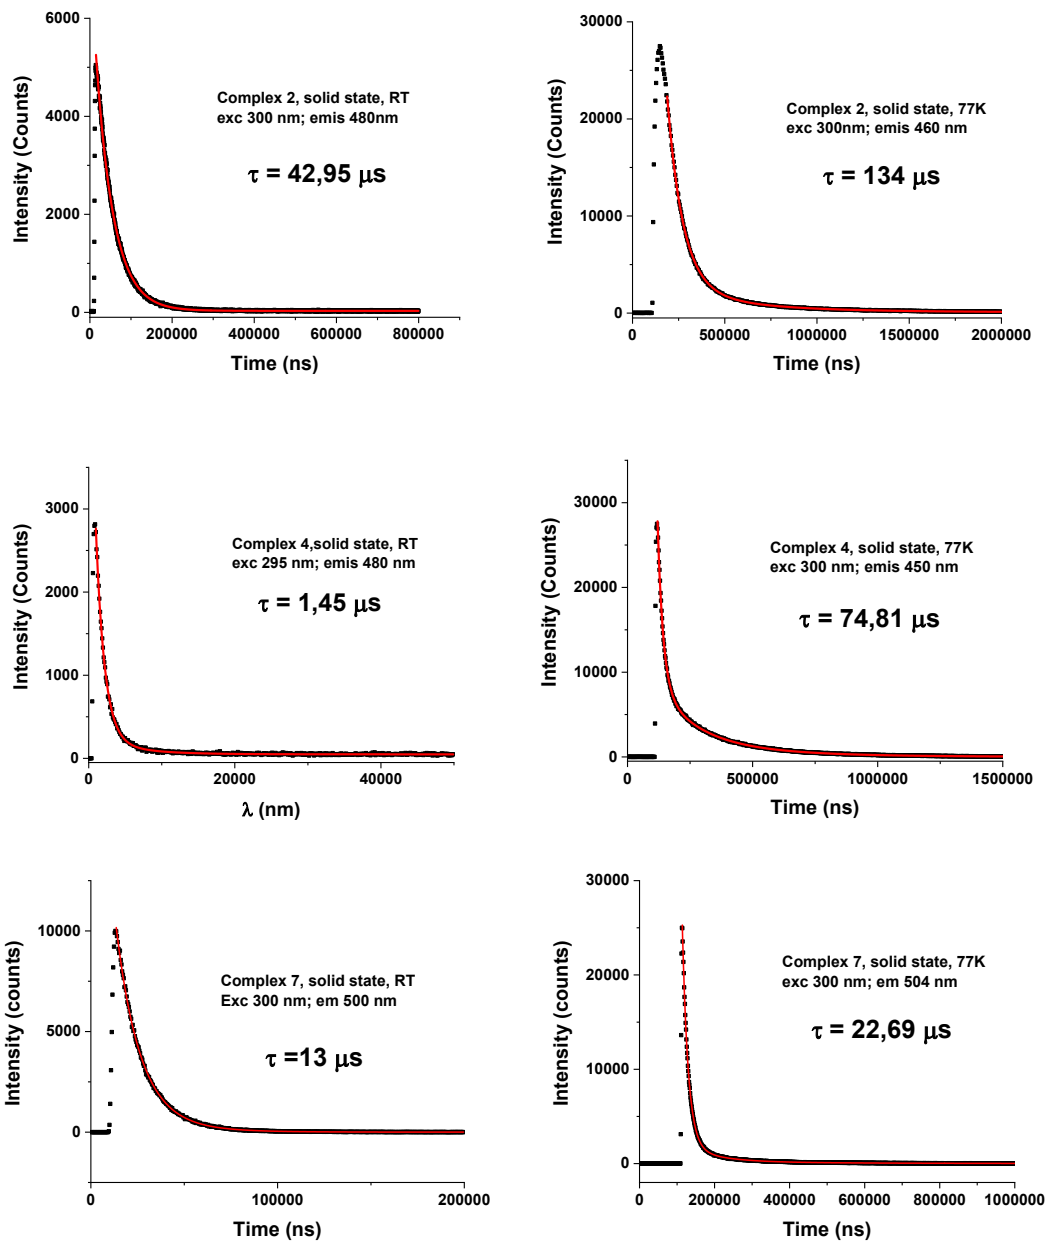 6000
4000
2000
0
0
200000
400000
600000
800000
Intensity (Counts)
Time (ns)
Complex 2, solid state, RT
exc 300 nm; emis 480nm
τ = 42,95 μs
30000
20000
10000
0
0
500000
1000000
1500000
2000000
Intensity (Counts)
Time (ns)
Complex 2, solid state, 77K
exc 300nm; emis 460 nm
τ = 134 μs
3000
2000
1000
0
0
20000
40000
Intensity (Counts)
λ (nm)
Complex 4,solid state, RT
exc 295 nm; emis 480 nm
τ = 1,45 μs
30000
20000
10000
0
0
500000
1000000
1500000
Intensity (Counts)
Time (ns)
Complex 4, solid state, 77K
exc 300 nm; emis 450 nm
τ = 74,81 μs
10000
5000
0
0
100000
200000
Intensity (counts)
Time (ns)
Complex 7, solid state, RT
Exc 300 nm; em 500 nm
τ =13 μs
30000
20000
10000
0
0
200000
400000
600000
800000
1000000
Intensity (counts)
Time (ns)
Complex 7, solid state, 77K
exc 300 nm; em 504 nm
τ = 22,69 μs